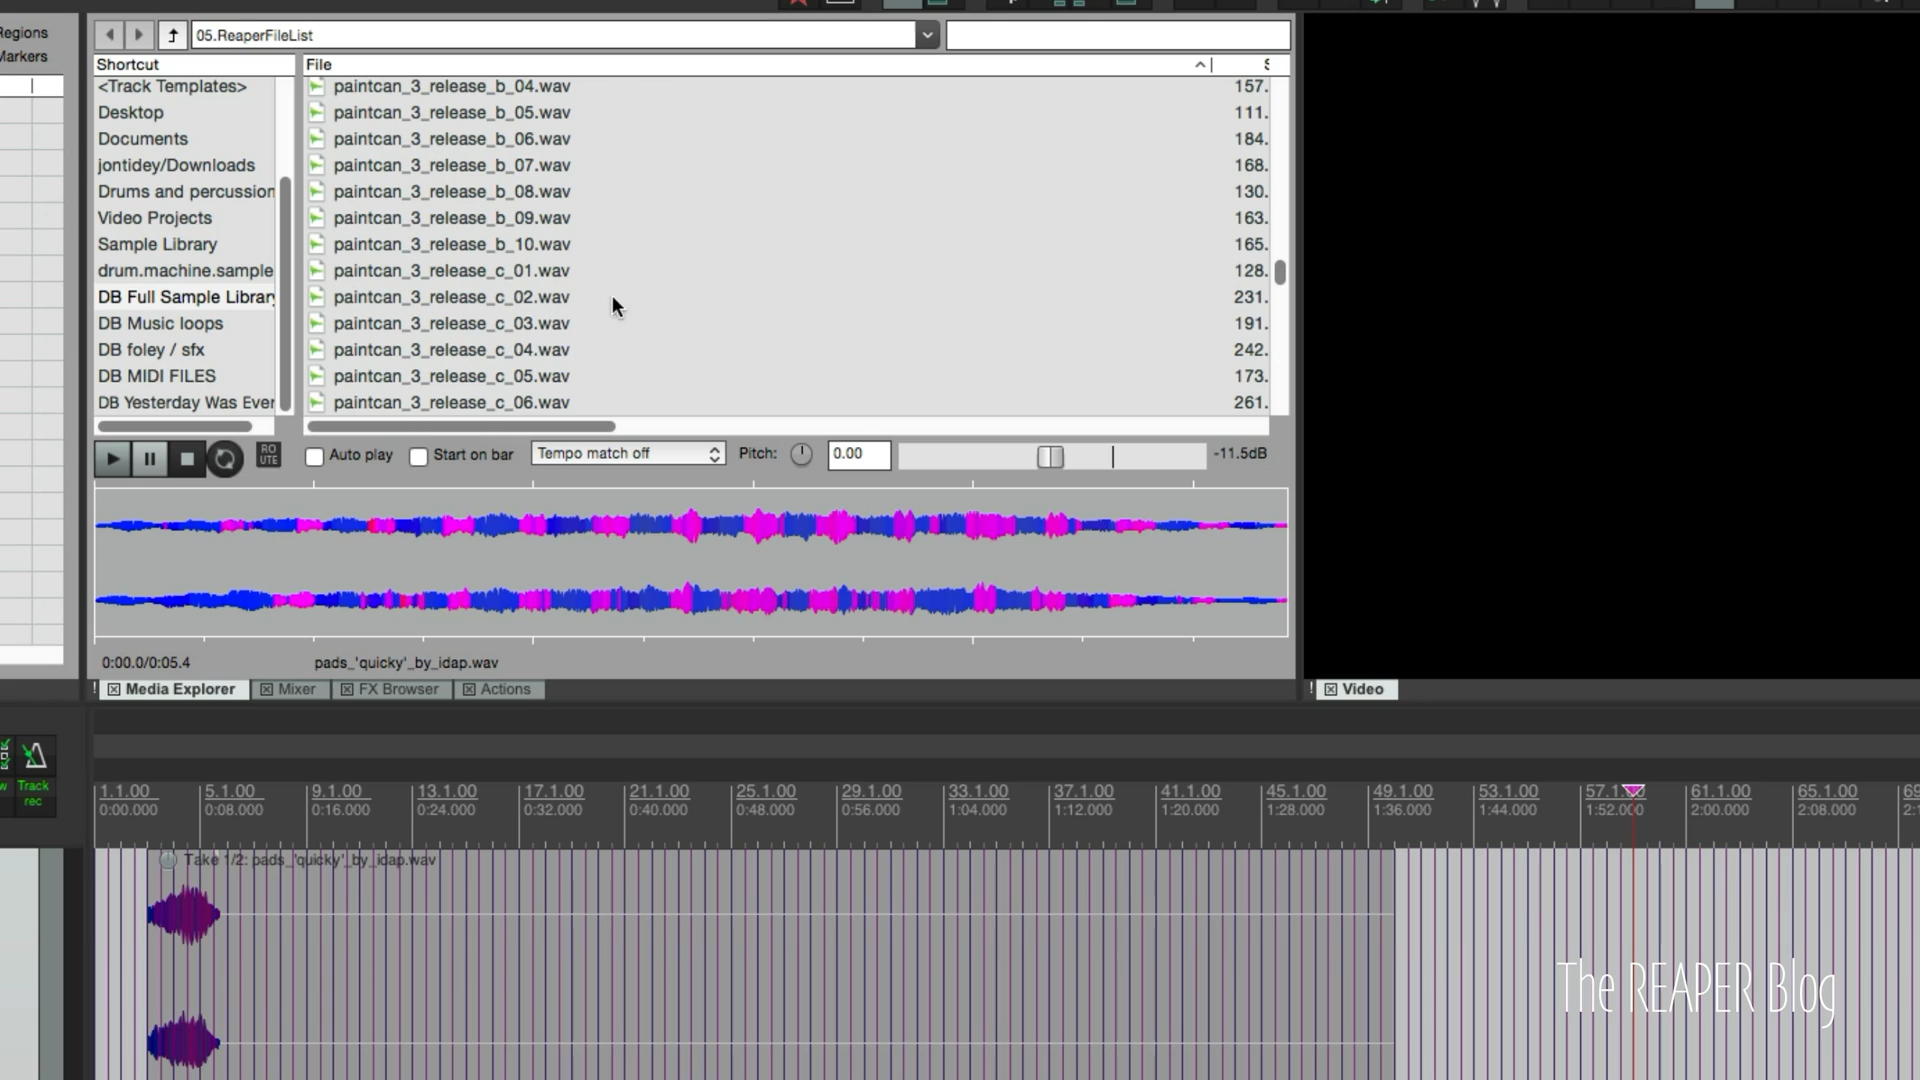 Regions
Markers
05.ReaperFileList
Shortcut
File
<Track Templates>
Desktop
Documents
jontidey/Downloads
Drums and percussion
Video Projects
Sample Library
drum.machine.sample
DB Full Sample Library
DB Music loops
DB foley / sfx
DB MIDI FILES
DB Yesterday Was Ever
paintcan_3_release_b_04.wav 157.
paintcan_3_release_b_05.wav 111.
paintcan_3_release_b_06.wav 184.
paintcan_3_release_b_07.wav 168.
paintcan_3_release_b_08.wav 130.
paintcan_3_release_b_09.wav 163.
paintcan_3_release_b_10.wav 165.
paintcan_3_release_c_01.wav 128.
paintcan_3_release_c_02.wav 231.
paintcan_3_release_c_03.wav 191.
paintcan_3_release_c_04.wav 242.
paintcan_3_release_c_05.wav 173.
paintcan_3_release_c_06.wav 261.
RO
UTE
Auto play
Start on bar
Tempo match off
Pitch:
0.00
-11.5dB
0:00.0/0:05.4
pads_'quicky'_by_idap.wav
! Media Explorer
Mixer
FX Browser
Actions
! Video
Track
rec
1.1.00 5.1.00 9.1.00 13.1.00 17.1.00 21.1.00 25.1.00 29.1.00 33.1.00 37.1.00 41.1.00 45.1.00 49.1.00 53.1.00 57.1.00 61.1.00 65.1.00
0:00.000 0:08.000 0:16.000 0:24.000 0:32.000 0:40.000 0:48.000 0:56.000 1:04.000 1:12.000 1:20.000 1:28.000 1:36.000 1:44.000 1:52.000 2:00.000 2:08.000
Take 1/2: pads_'quicky'_by_idap.wav
The REAPER Blog